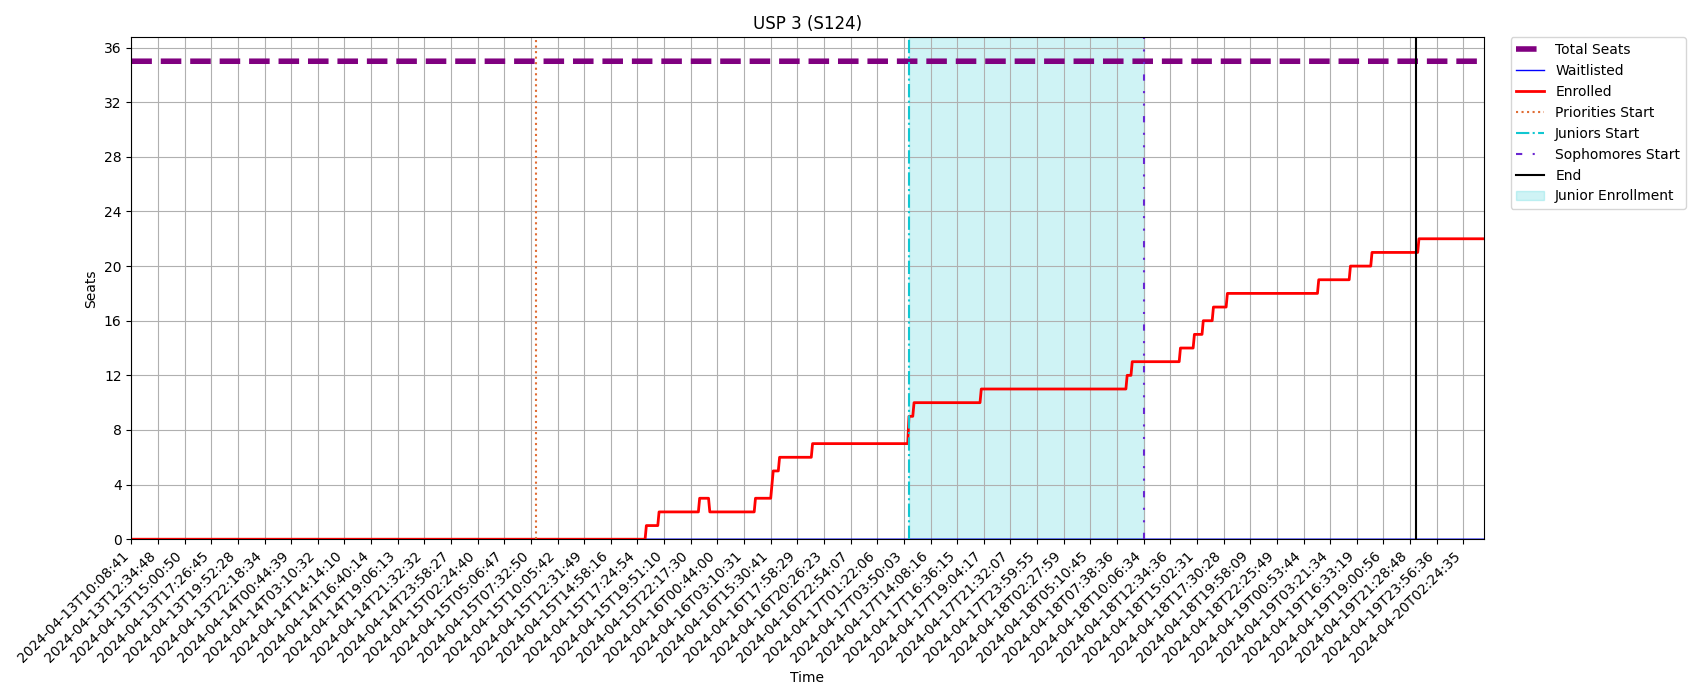 USP 3 (S124)
36
32
28
24
20
16
12
8
4
0
Seats
Total Seats
Waitlisted
Enrolled
Priorities Start
Juniors Start
Sophomores Start
End
Junior Enrollment
2024-04-13T10:08:41
2024-04-13T12:34:48
2024-04-13T15:00:50
2024-04-13T17:26:45
2024-04-13T19:52:28
2024-04-13T22:18:34
2024-04-14T00:44:39
2024-04-14T03:10:32
2024-04-14T14:14:10
2024-04-14T16:40:14
2024-04-14T19:06:13
2024-04-14T21:32:32
2024-04-14T23:58:27
2024-04-15T02:24:40
2024-04-15T05:06:47
2024-04-15T07:32:50
2024-04-15T10:05:42
2024-04-15T12:31:49
2024-04-15T14:58:16
2024-04-15T17:24:54
2024-04-15T19:51:10
2024-04-15T22:17:30
2024-04-16T00:44:00
2024-04-16T03:10:31
2024-04-16T15:30:41
2024-04-16T17:58:29
2024-04-16T20:26:23
2024-04-16T22:54:07
2024-04-17T01:22:06
2024-04-17T03:50:03
2024-04-17T14:08:16
2024-04-17T16:36:15
2024-04-17T19:04:17
2024-04-17T21:32:07
2024-04-17T23:59:55
2024-04-18T02:27:59
2024-04-18T05:10:45
2024-04-18T07:38:36
2024-04-18T10:06:34
2024-04-18T12:34:36
2024-04-18T15:02:31
2024-04-18T17:30:28
2024-04-18T19:58:09
2024-04-18T22:25:49
2024-04-19T00:53:44
2024-04-19T03:21:34
2024-04-19T16:33:19
2024-04-19T19:00:56
2024-04-19T21:28:48
2024-04-19T23:56:36
2024-04-20T02:24:35
Time